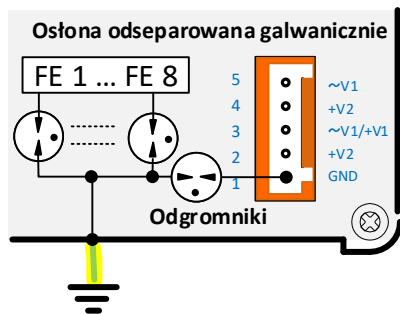 Osłona odseparowana galwanicznie
FE 1 ... FE 8
5 ~V1
4 +V2
3 ~V1/+V1
2 +V2
1 GND
Odgromniki